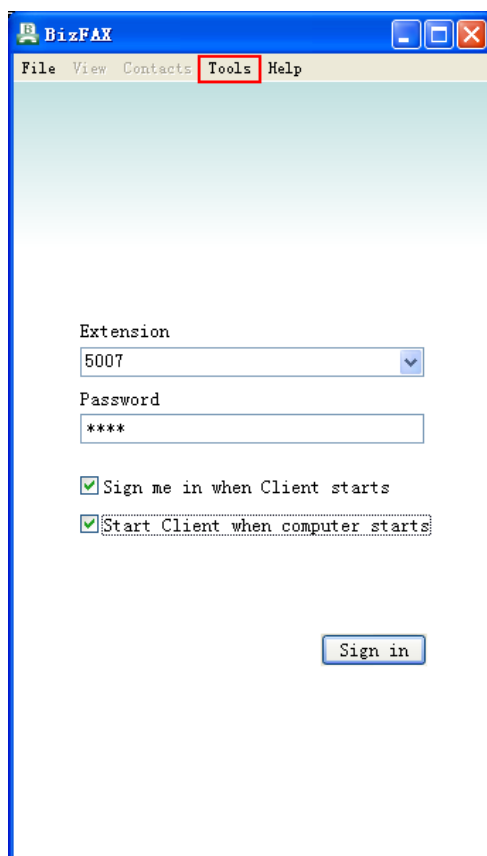 BizFAX
File View Contacts Tools Help
Extension
5007
Password
****
Sign me in when Client starts
Start Client when computer starts
Sign in